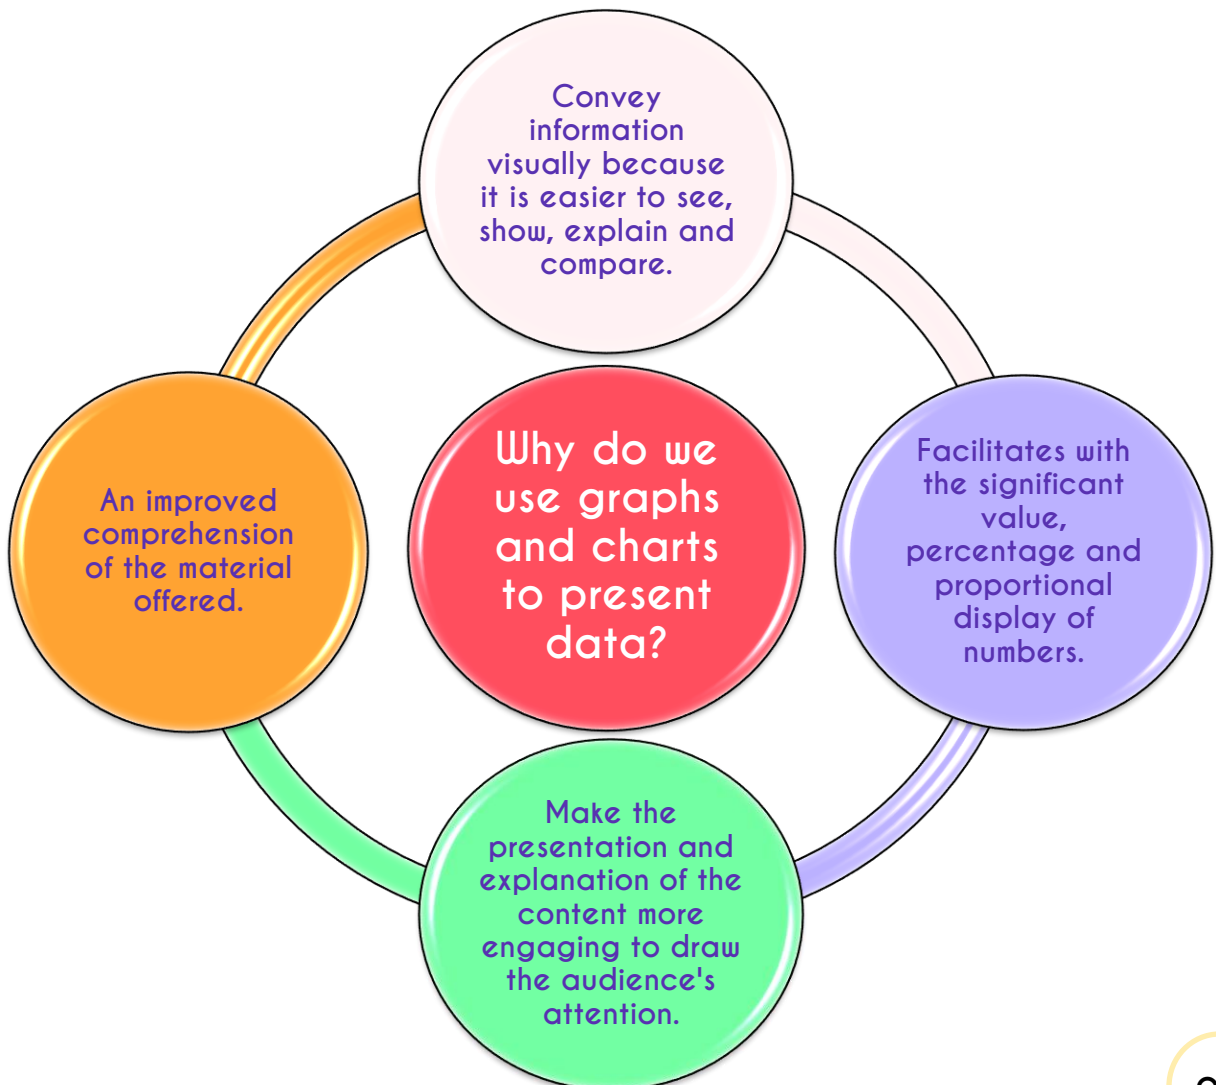 Convey
information
visually because
it is easier to see,
show, explain and
compare.
Why do we
use graphs
and charts
to present
data?
Facilitates with
the significant
value,
percentage and
proportional
display of
numbers.
Make the
presentation and
explanation of the
content more
engaging to draw
the audience's
attention.
An improved
comprehension
of the material
offered.